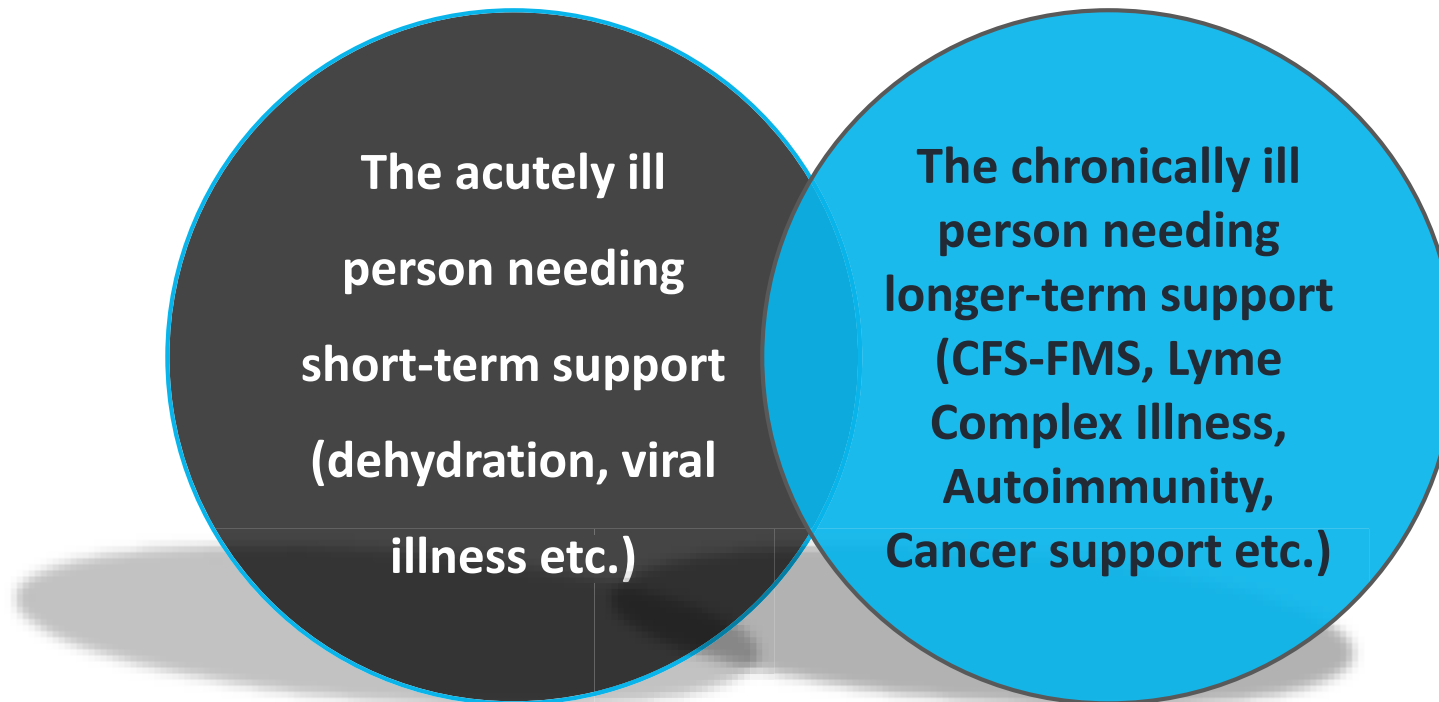 The acutely ill
person needing
short-term support
(dehydration, viral
illness etc.)
The chronically ill
person needing
longer-term support
(CFS-FMS, Lyme
Complex Illness,
Autoimmunity,
Cancer support etc.)